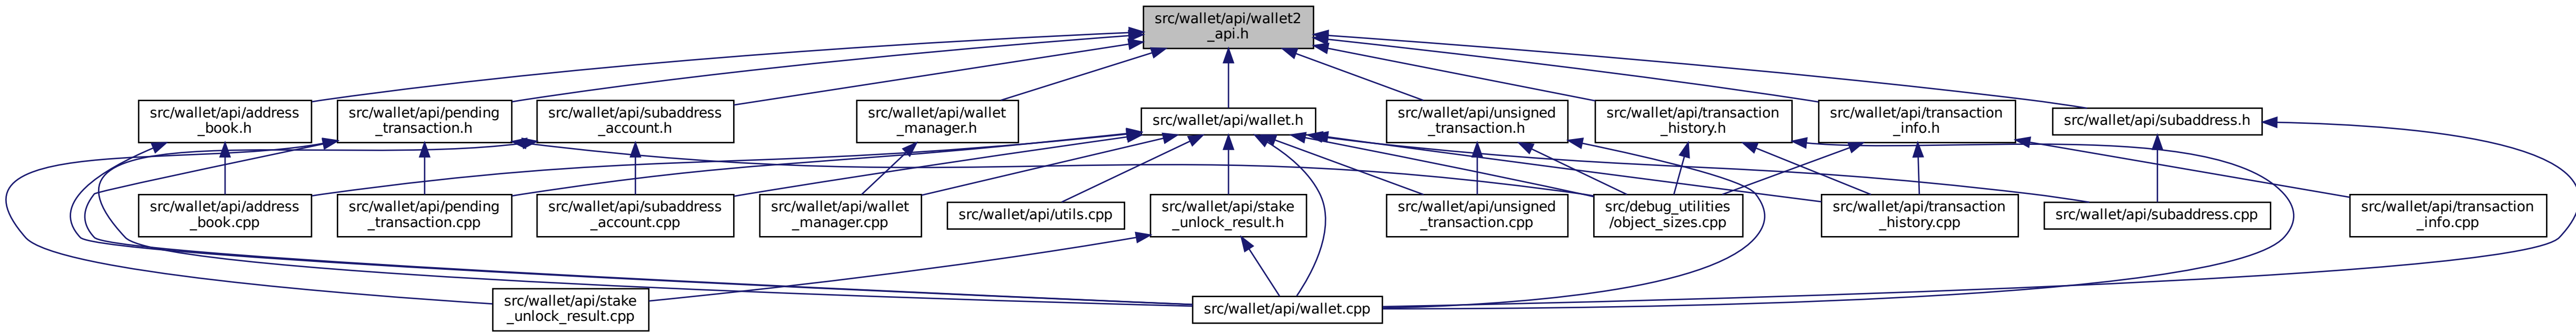 src/wallet/api/wallet2
_api.h
src/wallet/api/address
_book.h
src/wallet/api/pending
_transaction.h
src/wallet/api/subaddress
_account.h
src/wallet/api/wallet
_manager.h
src/wallet/api/wallet.h
src/wallet/api/unsigned
_transaction.h
src/wallet/api/transaction
_history.h
src/wallet/api/transaction
_info.h
src/wallet/api/subaddress.h
src/wallet/api/address
_book.cpp
src/wallet/api/pending
_transaction.cpp
src/wallet/api/subaddress
_account.cpp
src/wallet/api/wallet
_manager.cpp
src/wallet/api/utils.cpp
src/wallet/api/stake
_unlock_result.h
src/wallet/api/unsigned
_transaction.cpp
src/debug_utilities
/object_sizes.cpp
src/wallet/api/transaction
_history.cpp
src/wallet/api/subaddress.cpp
src/wallet/api/transaction
_info.cpp
src/wallet/api/stake
_unlock_result.cpp
src/wallet/api/wallet.cpp